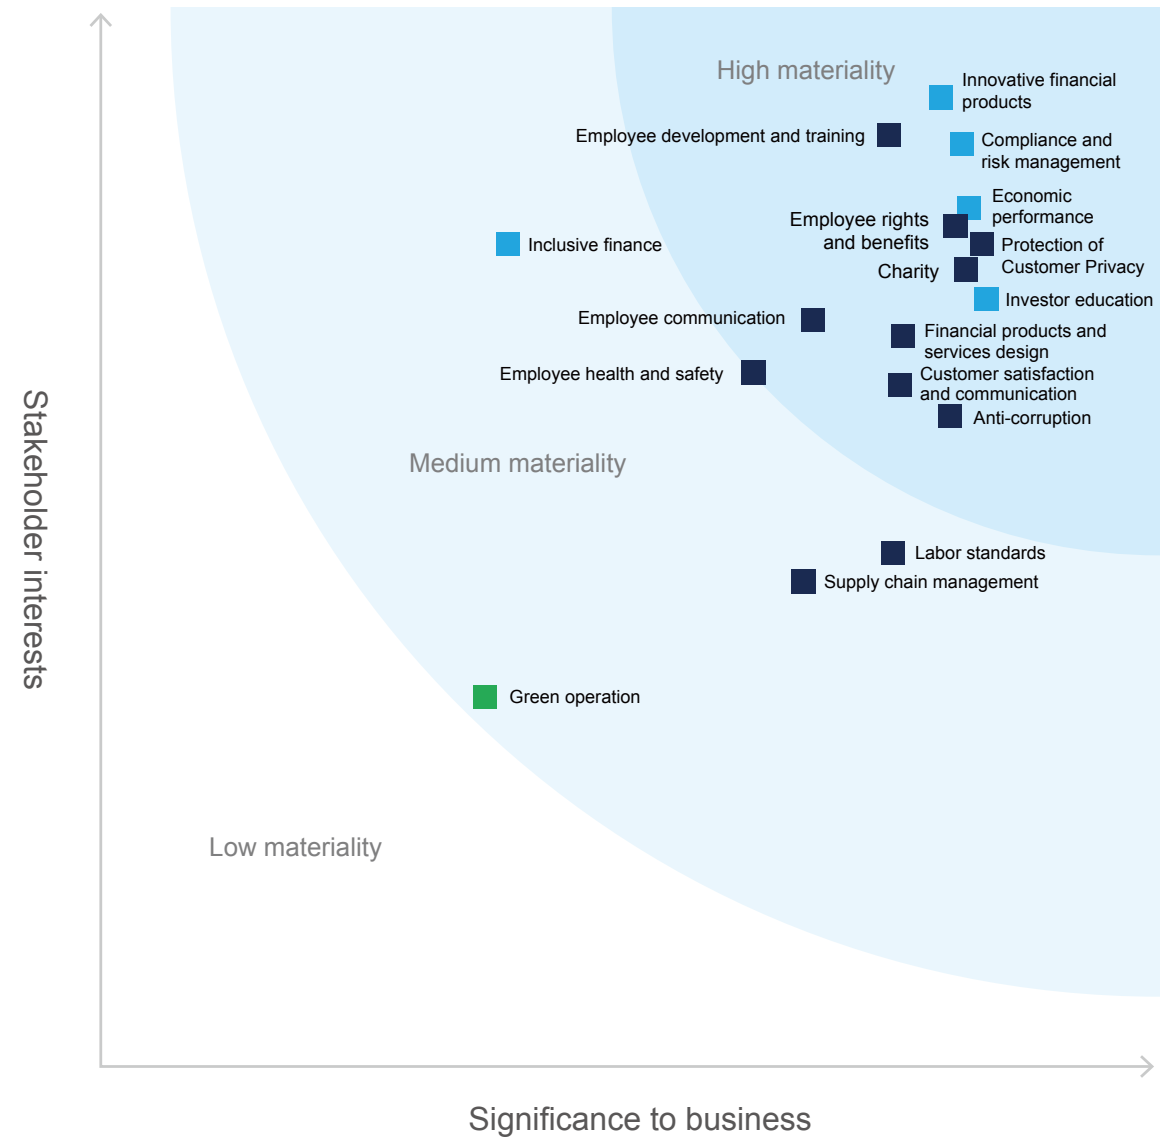 High materiality
Innovative financial
products
Employee development and training
Compliance and
risk management
Economic
performance
Employee rights
and benefits
Protection of
Customer Privacy
Inclusive finance
Charity
Investor education
Employee communication
Financial products and
services design
Employee health and safety
Customer satisfaction
and communication
Anti-corruption
Stakeholder interests
Medium materiality
Labor standards
Supply chain management
Green operation
Low materiality
Significance to business